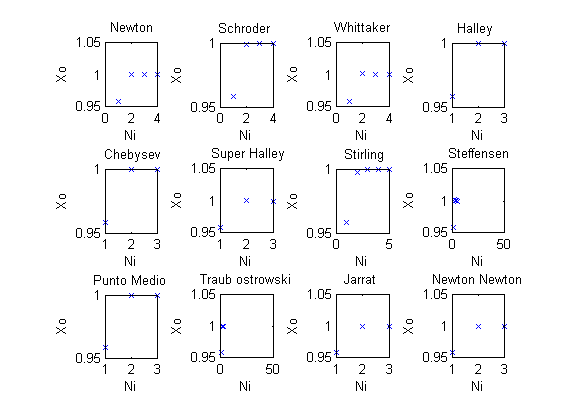 Newton Schroder Whittaker Halley
1.05 1 1.05 1
Xo 1 Xo Xo 1 Xo
0.95 0.95 0.95 0.95
0 2 4 0 2 4 0 2 4 1 2 3
Ni Ni Ni Ni
Chebysev Super Halley Stirling Steffensen
1 1.05 1 1.05
Xo Xo 1 Xo Xo 1
0.95 0.95 0.95 0.95
1 2 3 1 2 3 0 5 0 50
Ni Ni Ni Ni
Punto Medio Traub ostrowski Jarrat Newton Newton
1 1.05 1.05 1.05
Xo Xo 1 Xo 1 Xo 1
0.95 0.95 0.95 0.95
1 2 3 0 50 1 2 3 1 2 3
Ni Ni Ni Ni